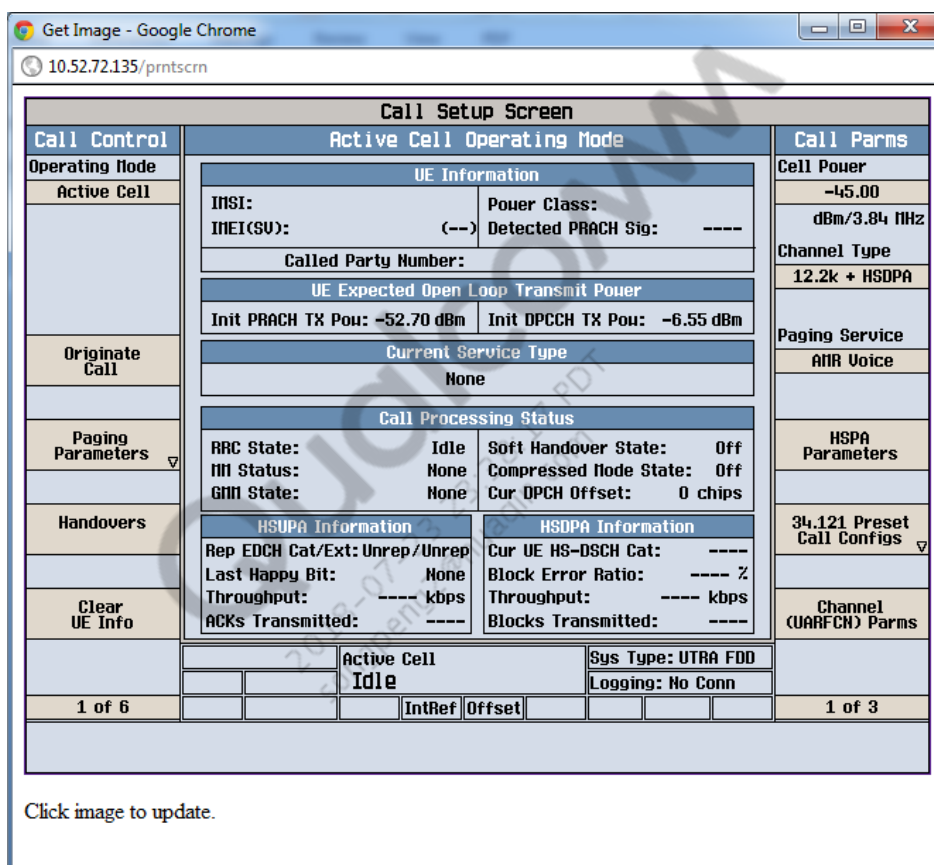 Get Image - Google Chrome
10.52.72.135/prntscrn
Call Setup Screen
Call Control
Active Cell Operating Mode
Call Parms
Operating Mode
Active Cell
Originate
Call
Paging
Parameters
Handovers
Clear
UE Info
1 of 6
UE Information
IMSI:
Power Class:
IMEI(SV): (--)
Detected PRACH Sig: ----
Called Party Number:
UE Expected Open Loop Transmit Power
Init PRACH TX Pow: -52.70 dBm
Init DPCCH TX Pow: -6.55 dBm
Current Service Type
None
Call Processing Status
RRC State: Idle
Soft Handover State: Off
MM Status: None
Compressed Mode State: Off
GMM State: None
Cur DPCH Offset: 0 chips
HSUPA Information
HSDPA Information
Rep EDCH Cat/Ext: Unrep/Unrep
Cur UE HS-DSCH Cat: ----
Last Happy Bit: None
Block Error Ratio: ---- %
Throughput: ---- kbps
Throughput: ---- kbps
ACKs Transmitted: ----
Blocks Transmitted: ----
Active Cell
Sys Type: UTRA FDD
Idle
Logging: No Conn
IntRef Offset
Cell Power
-45.00
dBm/3.84 MHz
Channel Type
12.2k + HSDPA
Paging Service
AMR Voice
HSPA
Parameters
34.121 Preset
Call Configs
Channel
(UARFCN) Parms
1 of 3
Click image to update.
Qualcomm